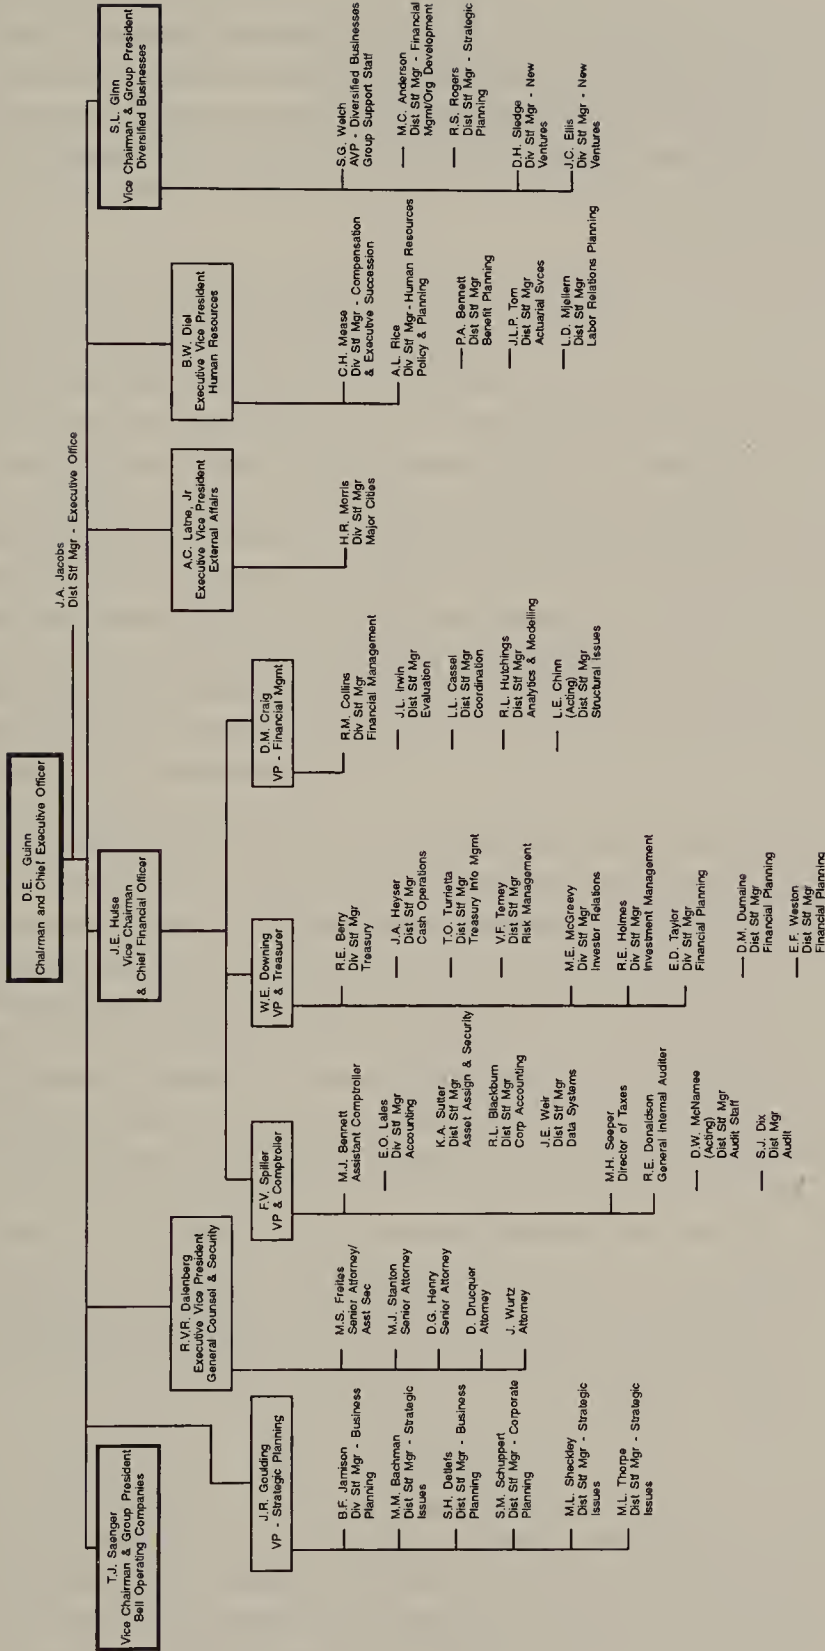 D.E. Guinn
Chairman and Chief Executive Officer
J.A. Jacobs
Dist Stf Mgr - Executive Office
T.J. Saenger
Vice Chairman & Group President
Bell Operating Companies
J.E. Hulse
Vice Chairman
& Chief Financial Officer
S.L. Ginn
Vice Chairman & Group President
Diversified Businesses
R.V.R. Dalenberg
Executive Vice President
General Counsel & Security
A.C. Latno, Jr
Executive Vice President
External Affairs
B.W. Diel
Executive Vice President
Human Resources
J.R. Goulding
VP - Strategic Planning
F.V. Spiller
VP & Comptroller
W.E. Downing
VP & Treasurer
D.M. Craig
VP - Financial Mgmt
B.F. Jamison
Div Stf Mgr - Business
Planning
M.M. Bachman
Dist Stf Mgr - Strategic
Issues
S.H. Detlefs
Dist Stf Mgr - Business
Planning
S.M. Schuppert
Dist Stf Mgr - Corporate
Planning
M.L. Sheckley
Dist Stf Mgr - Strategic
Issues
M.L. Thorpe
Dist Stf Mgr - Strategic
Issues
M.S. Freites
Senior Attorney/
Asst Sec
M.J. Stanton
Senior Attorney
D.G. Henry
Senior Attorney
D. Drucquer
Attorney
J. Wurtz
Attorney
M.J. Bennett
Assistant Comptroller
E.O. Lales
Div Stf Mgr
Accounting
K.A. Sutter
Dist Stf Mgr
Asset Assign & Security
R.L. Blackburn
Dist Stf Mgr
Corp Accounting
J.E. Weir
Dist Stf Mgr
Data Systems
M.H. Seeper
Director of Taxes
R.E. Donaldson
General Internal Auditer
D.W. McNamee
(Acting)
Dist Stf Mgr
Audit Staff
S.J. Dix
Dist Mgr
Audit
R.E. Berry
Div Stf Mgr
Treasury
J.A. Heyser
Dist Stf Mgr
Cash Operations
T.O. Turrietta
Dist Stf Mgr
Treasury Info Mgmt
V.F. Terney
Dist Stf Mgr
Risk Management
M.E. McGreevy
Div Stf Mgr
Investor Relations
R.E. Holmes
Div Stf Mgr
Investment Management
E.D. Taylor
Div Stf Mgr
Financial Planning
D.M. Dumaine
Dist Stf Mgr
Financial Planning
E.F. Weston
Dist Stf Mgr
Financial Planning
R.M. Collins
Div Stf Mgr
Financial Management
J.L. Irwin
Dist Stf Mgr
Evaluation
L.L. Cassel
Dist Stf Mgr
Coordination
R.L. Hutchings
Dist Stf Mgr
Analytics & Modelling
L.E. Chinn
(Acting)
Dist Stf Mgr
Structural Issues
H.R. Morris
Div Stf Mgr
Major Cities
C.H. Mease
Div Stf Mgr - Compensation
& Executive Succession
A.L. Rice
Div Stf Mgr - Human Resources
Policy & Planning
P.A. Bennett
Dist Stf Mgr
Benefit Planning
J.L.P. Tom
Dist Stf Mgr
Actuarial Svces
L.D. Mjellem
Dist Stf Mgr
Labor Relations Planning
S.G. Welch
AVP - Diversified Businesses
Group Support Staff
M.C. Anderson
Dist Stf Mgr - Financial
Mgmt/Org Development
R.S. Rogers
Dist Stf Mgr - Strategic
Planning
D.H. Sledge
Div Stf Mgr - New
Ventures
J.C. Ellis
Div Stf Mgr - New
Ventures